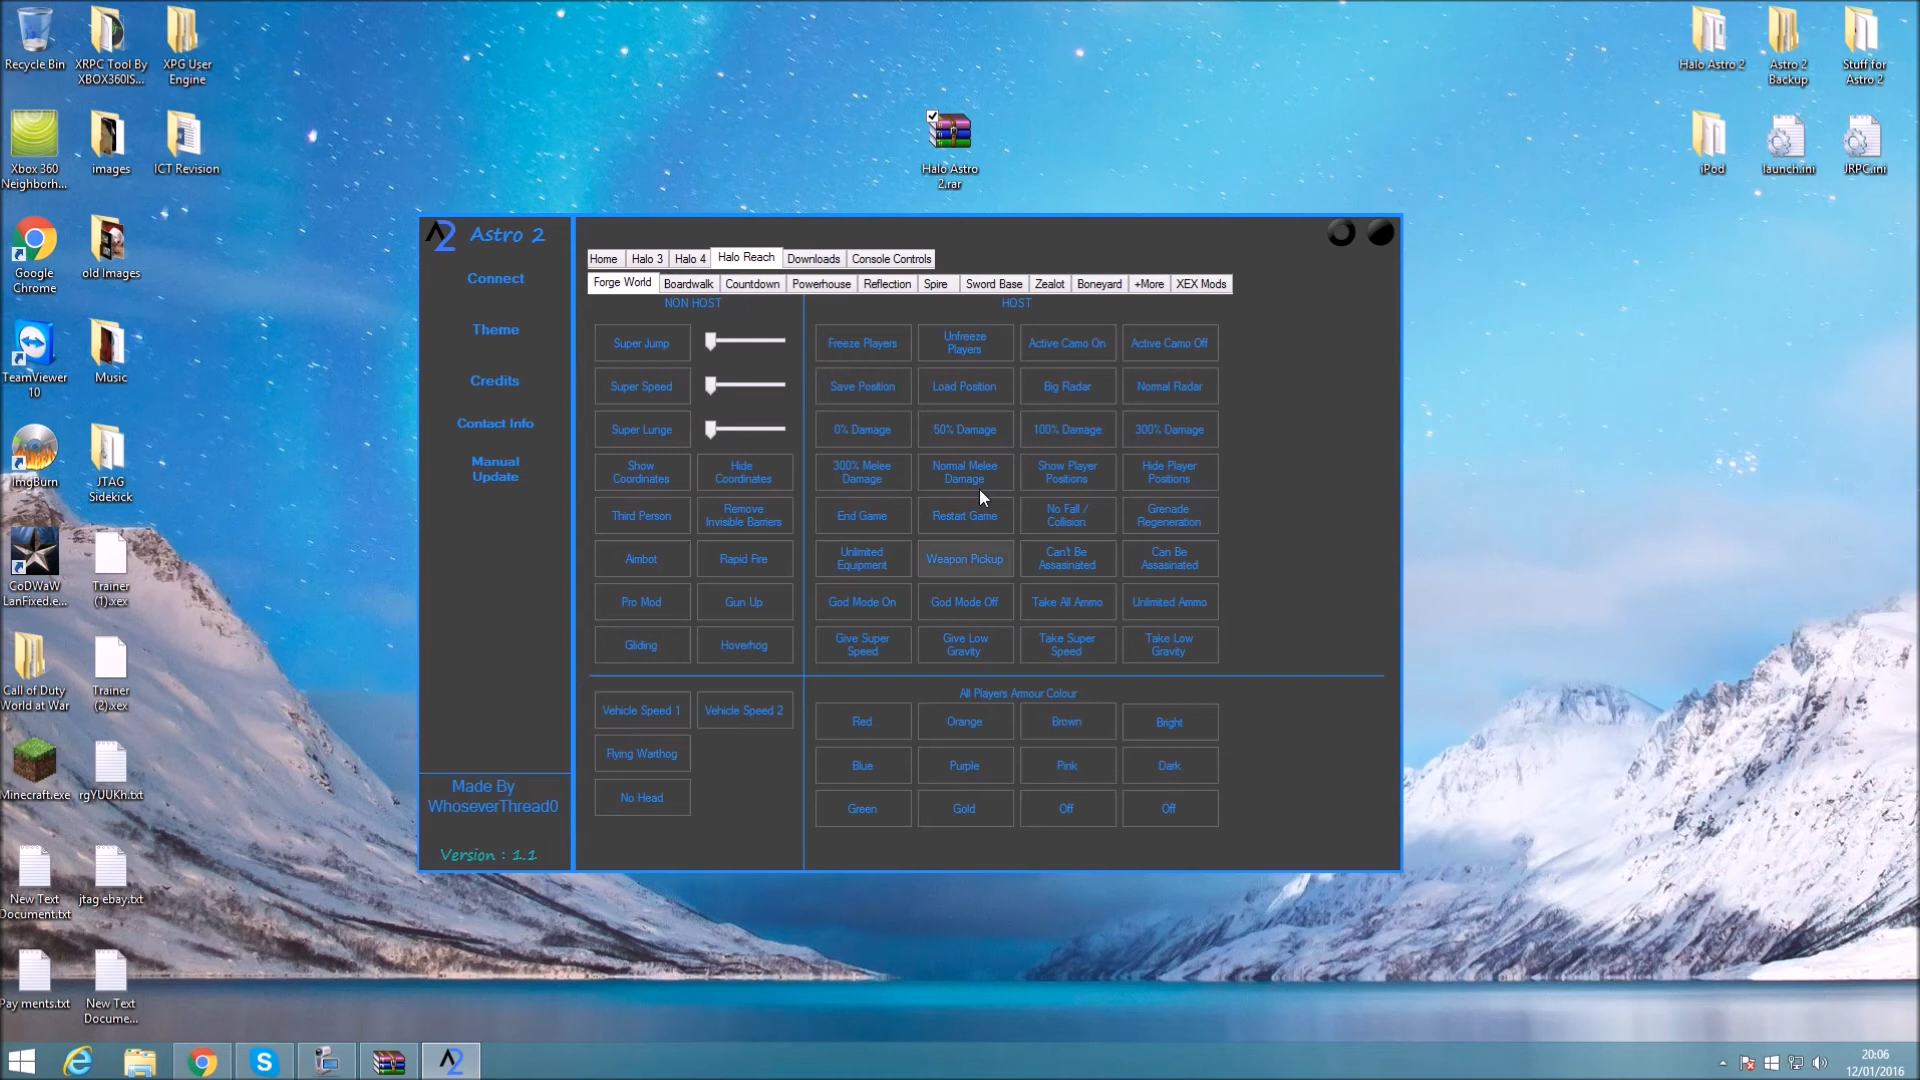 Recycle Bin
XRPC Tool By
XBOX360IS...
XPG User
Engine
Halo Astro 2
Astro 2
Backup
Stuff for
Astro 2
Xbox 360
Neighborh...
images
ICT Revision
Halo Astro
2.rar
iPod
launch.ini
JRPC.ini
Google
Chrome
old Images
TeamViewer
10
Music
ImgBurn
JTAG
Sidekick
CoDWaW
LanFixed.e...
Trainer
(1).xex
Call of Duty
World at War
Trainer
(2).xex
Minecraft.exe
rgYUUKh.txt
New Text
Document.txt
jtag ebay.txt
Pay ments.txt
New Text
Docume...
Astro 2
Connect
Theme
Credits
Contact Info
Manual
Update
Made By
WhoseverThread0
Version : 1.1
Home
Halo 3
Halo 4
Halo Reach
Downloads
Console Controls
Forge World
Boardwalk
Countdown
Powerhouse
Reflection
Spire
Sword Base
Zealot
Boneyard
+More
XEX Mods
NON HOST
HOST
Super Jump
Super Speed
Super Lunge
Show
Coordinates
Hide
Coordinates
Third Person
Remove
Invisible Barriers
Aimbot
Rapid Fire
Pro Mod
Gun Up
Gliding
Hoverhog
Vehicle Speed 1
Vehicle Speed 2
Flying Warthog
No Head
Freeze Players
Unfreeze
Players
Active Camo On
Active Camo Off
Save Position
Load Position
Big Radar
Normal Radar
0% Damage
50% Damage
100% Damage
300% Damage
300% Melee
Damage
Normal Melee
Damage
Show Player
Positions
Hide Player
Positions
End Game
Restart Game
No Fall /
Collision
Grenade
Regeneration
Unlimited
Equipment
Weapon Pickup
Can't Be
Assasinated
Can Be
Assasinated
God Mode On
God Mode Off
Take All Ammo
Unlimited Ammo
Give Super
Speed
Give Low
Gravity
Take Super
Speed
Take Low
Gravity
All Players Armour Colour
Red
Orange
Brown
Bright
Blue
Purple
Pink
Dark
Green
Gold
Off
Off
20:06
12/01/2016